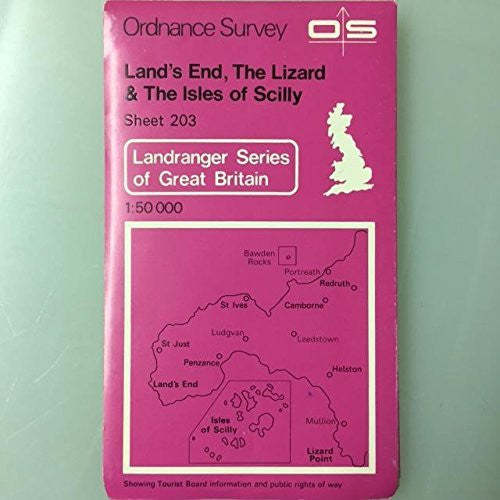 Ordnance Survey
OS
Land's End, The Lizard
& The Isles of Scilly
Sheet 203
Landranger Series
of Great Britain
1:50 000
Bawden
Rocks
Portreath
Redruth
St Ives
Camborne
Ludgvan
Leedstown
St Just
Penzance
Helston
Land's End
Isles
of Scilly
Mullion
Lizard
Point
Showing Tourist Board information and public rights of way